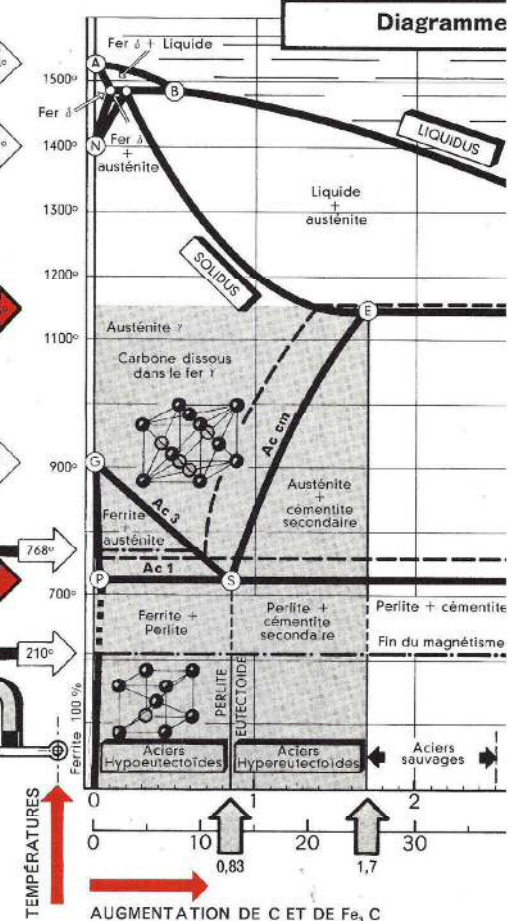 Diagramme
Fer δ + Liquide
A
1500°
B
Fer δ
1400°
N
Fer δ
+
austénite
LIQUIDUS
Liquide
+
austénite
1300°
SOLIDUS
1200°
E
1100°
Austénite γ
Carbone dissous
dans le fer γ
Ac cm
900°
G
Ac 3
Ferrite
+
austénite
Austénite
+
cémentite
secondaire
768°
Ac 1
P
S
700°
Ferrite +
Perlite
Perlite +
cémentite
secondaire
Perlite + cémentite
Fin du magnétisme
210°
Ferrite 100 %
PERLITE
EUTECTOIDE
Aciers
Hypoeutectoïdes
Aciers
Hypereutectoïdes
Aciers
sauvages
0 1 2
0 10 20 30
0,83
1,7
TEMPÉRATURES
AUGMENTATION DE C ET DE Fe₃ C